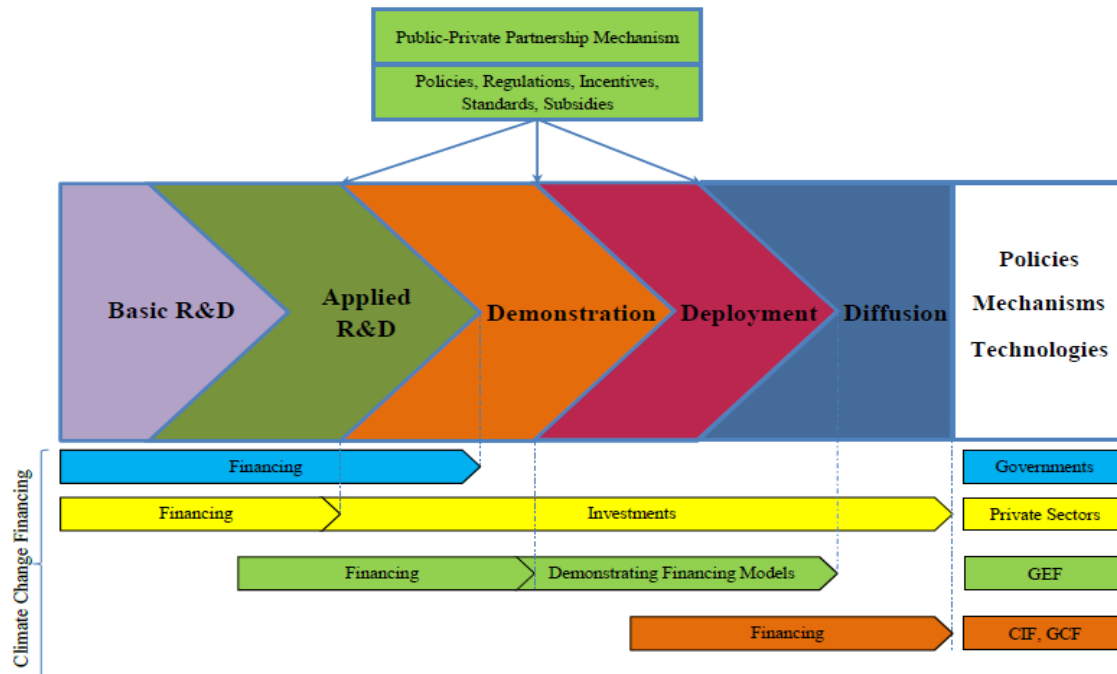 Public-Private Partnership Mechanism
Policies, Regulations, Incentives,
Standards, Subsidies
Basic R&D
Applied
R&D
Demonstration
Deployment
Diffusion
Policies
Mechanisms
Technologies
Climate Change Financing
Financing
Governments
Financing
Investments
Private Sectors
Financing
Demonstrating Financing Models
GEF
Financing
CIF, GCF